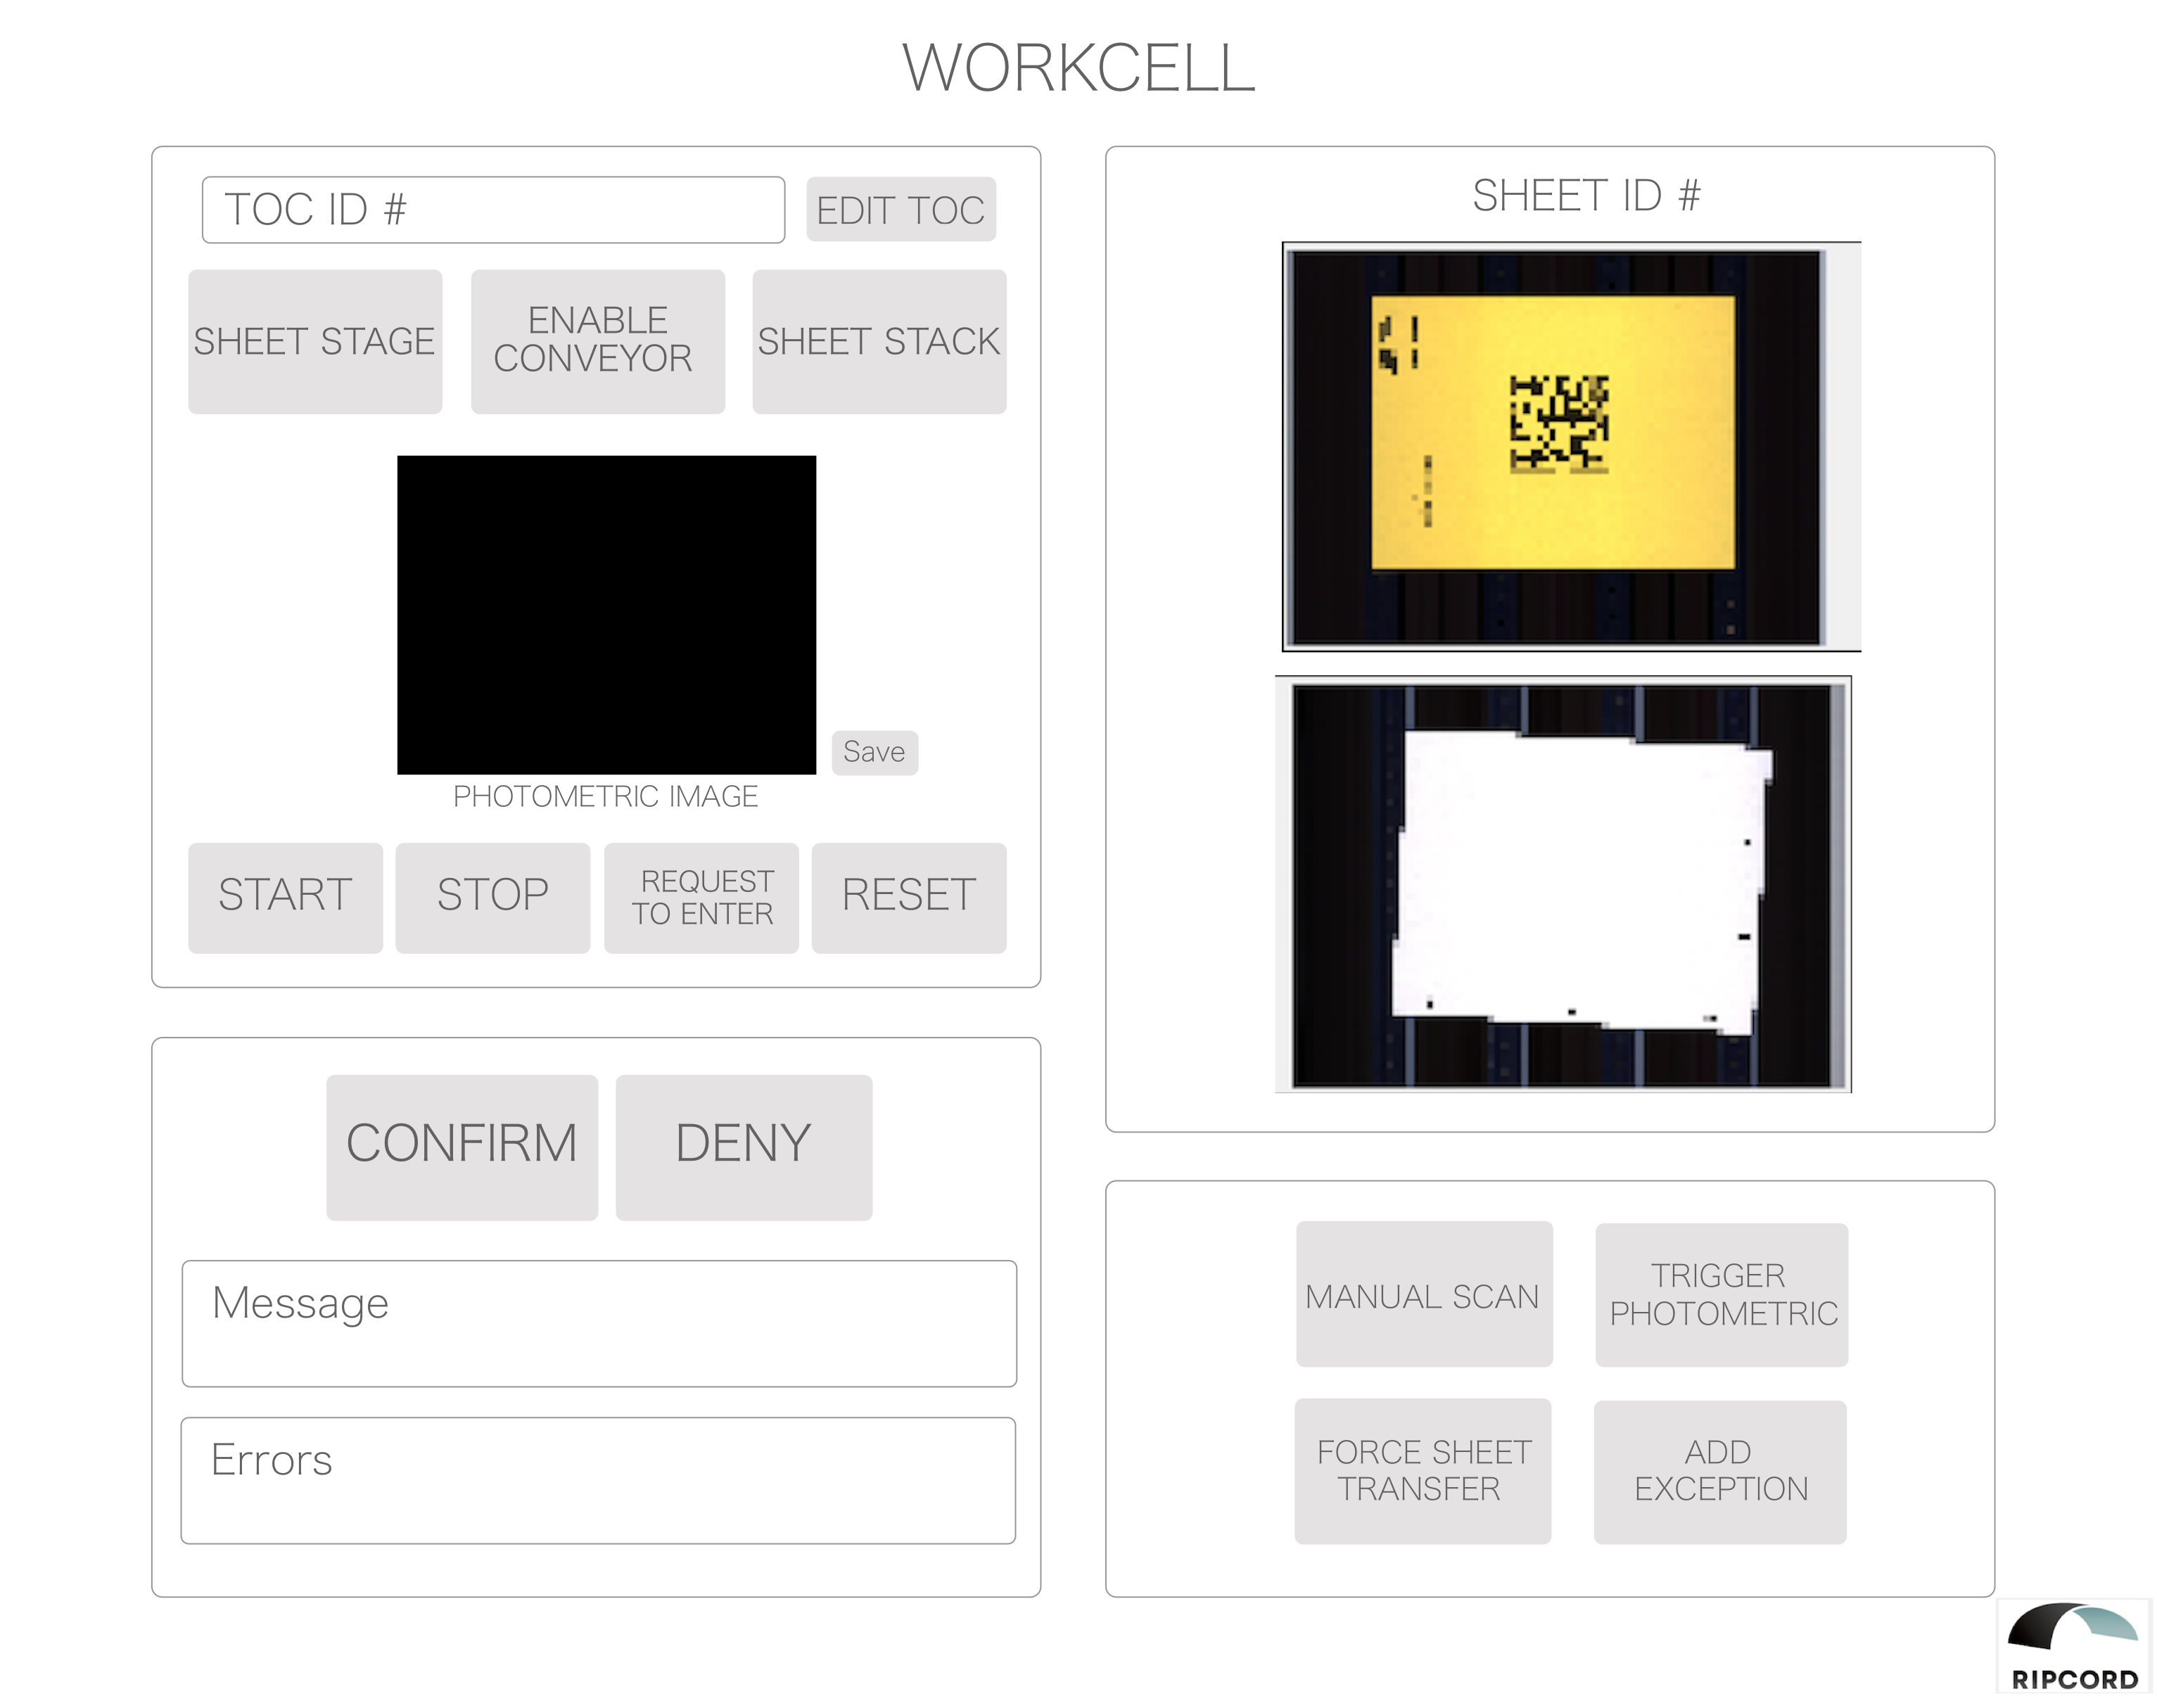 WORKCELL
TOC ID #
EDIT TOC
SHEET STAGE
ENABLE
CONVEYOR
SHEET STACK
Save
PHOTOMETRIC IMAGE
START
STOP
REQUEST
TO ENTER
RESET
CONFIRM
DENY
Message
Errors
SHEET ID #
MANUAL SCAN
TRIGGER
PHOTOMETRIC
FORCE SHEET
TRANSFER
ADD
EXCEPTION
RIPCORD